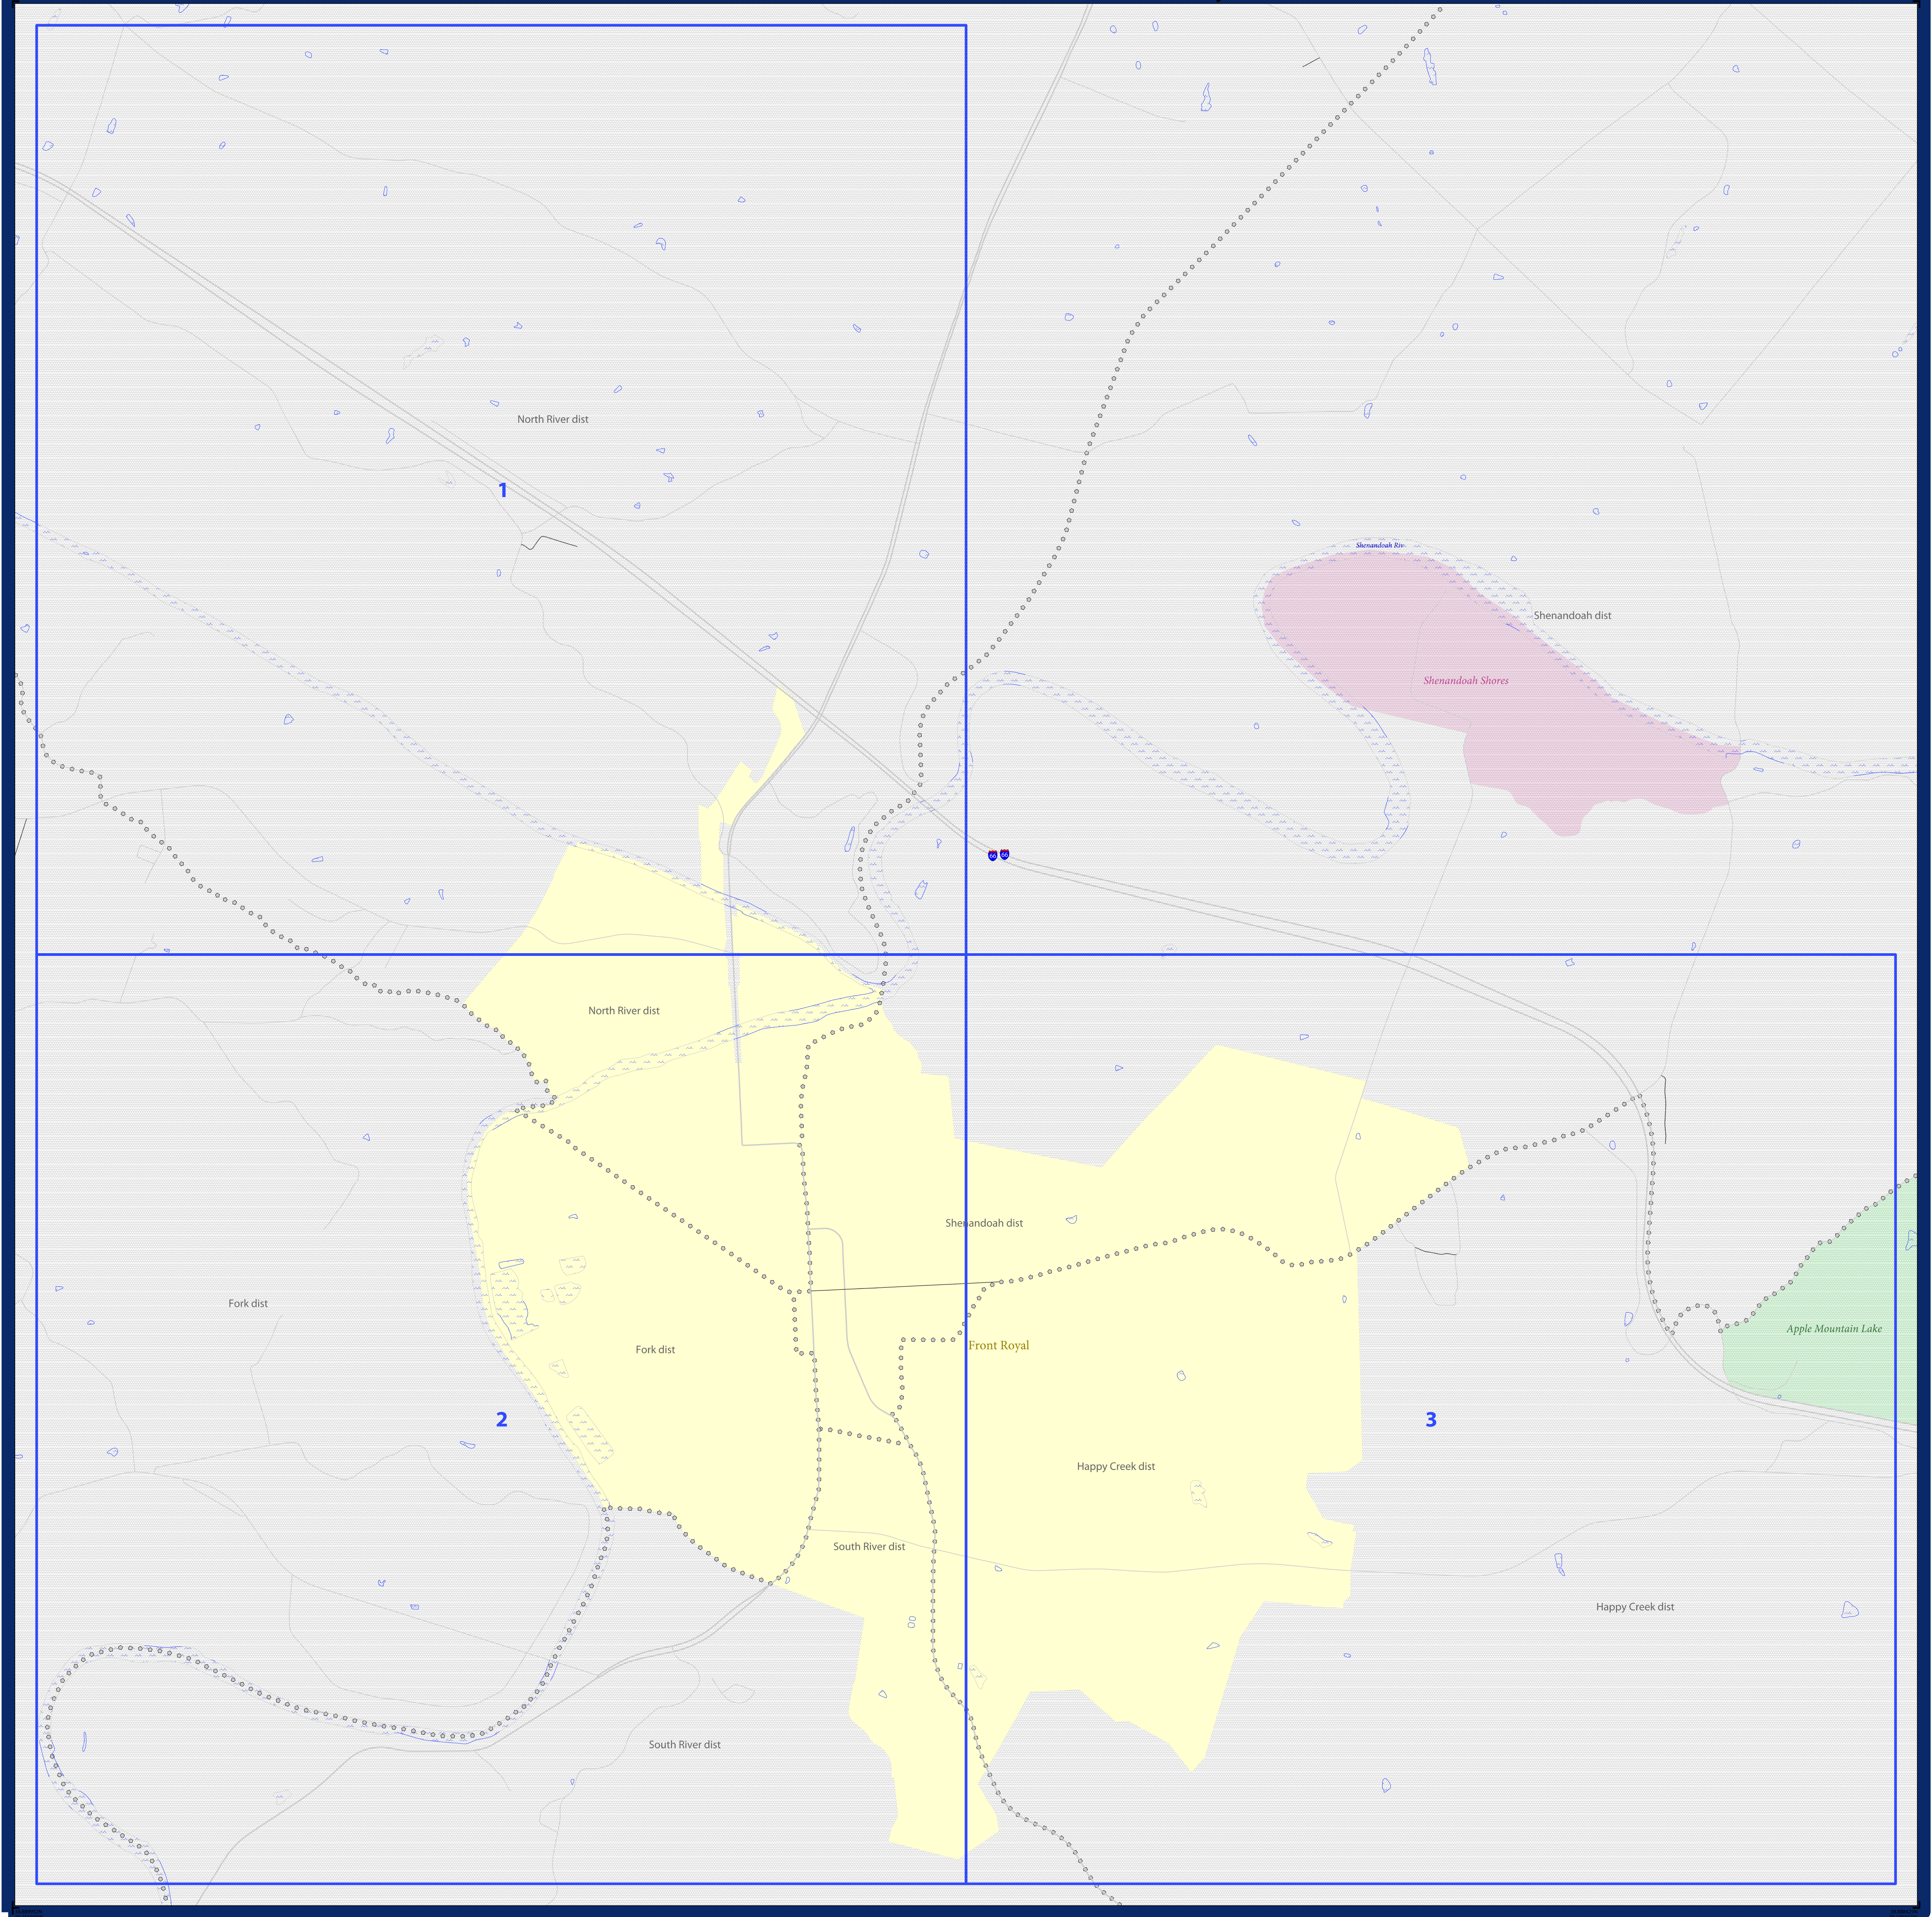 North River dist
1
Shenandoah Riv
Shenandoah dist
Shenandoah Shores
66 66
North River dist
Shenandoah dist
Fork dist
Apple Mountain Lake
Front Royal
Fork dist
2
3
Happy Creek dist
South River dist
Happy Creek dist
South River dist